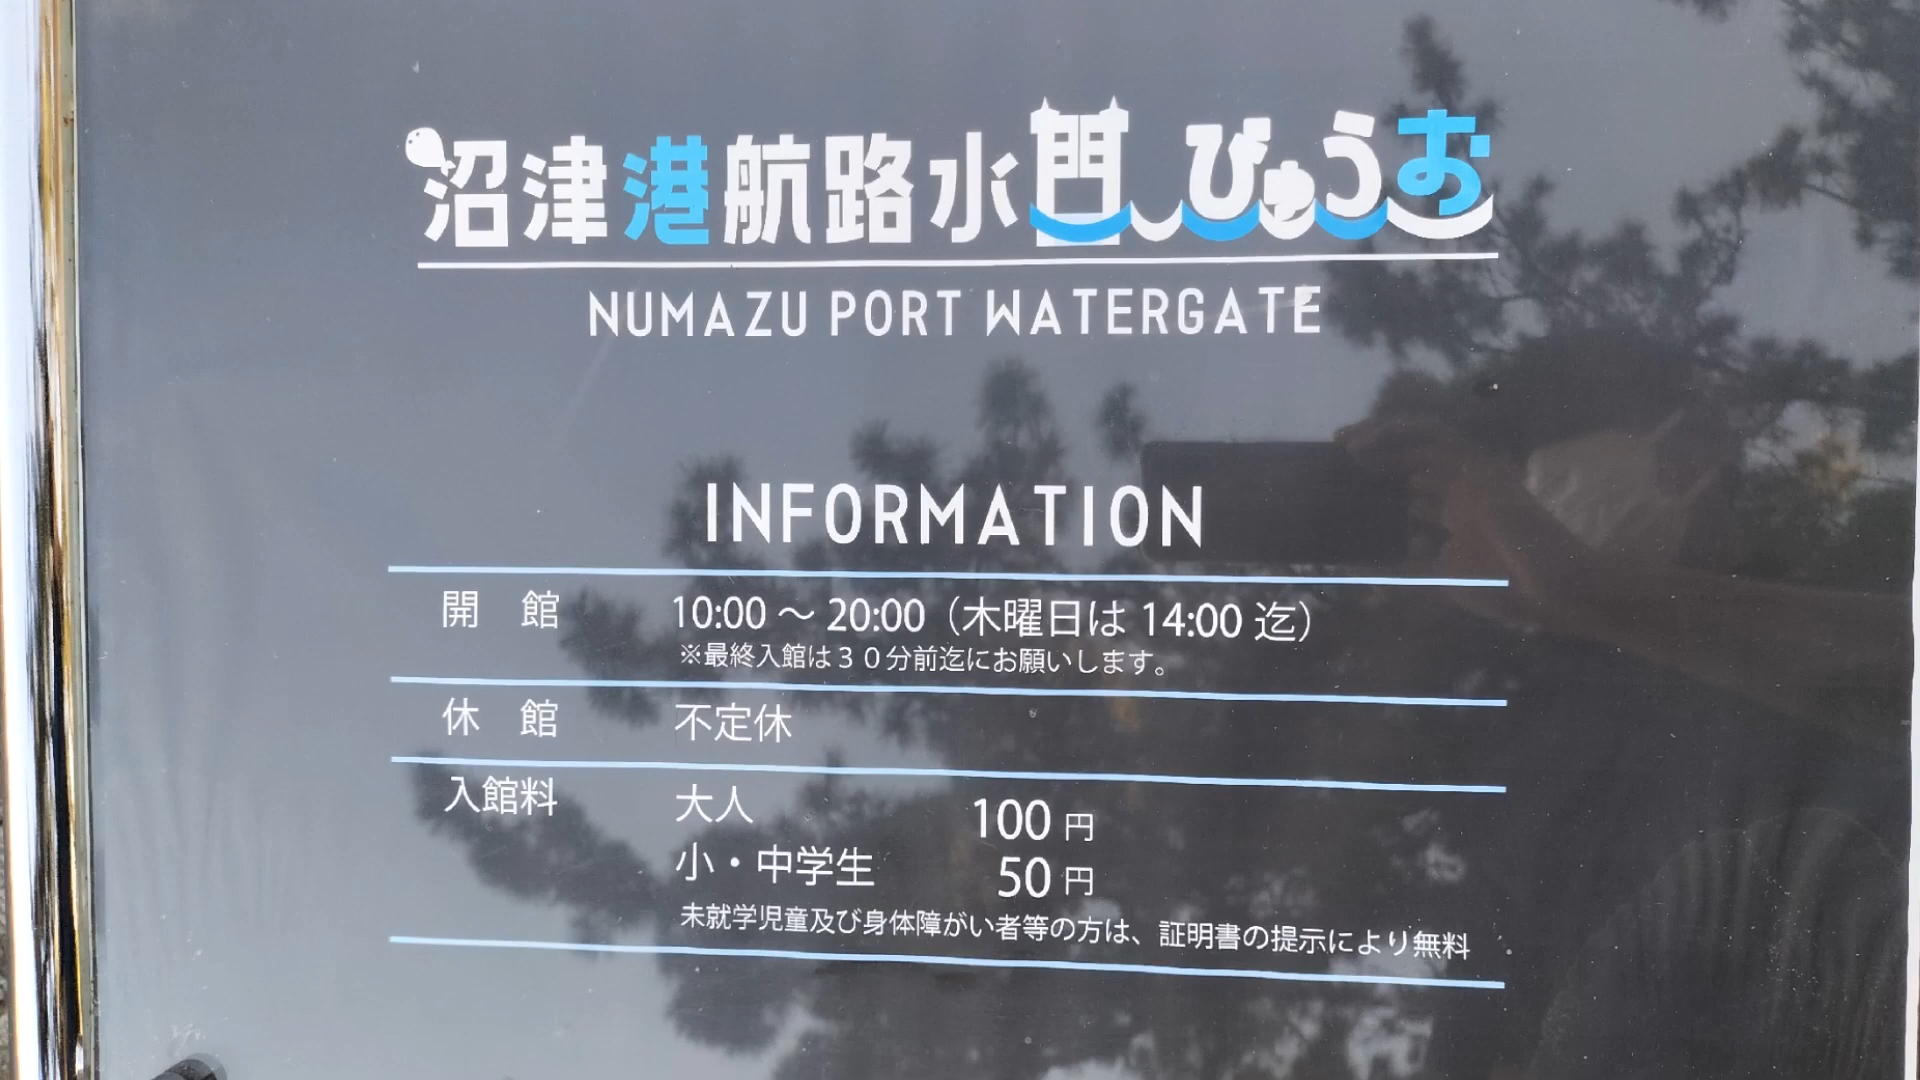 沼津港航路水門 びゅうお
NUMAZU PORT WATERGATE
INFORMATION
開 館 10:00 ~ 20:00(木曜日は 14:00 迄)
※最終入館は30分前迄にお願いします。
休 館 不定休
入館料 大人 100 円
小・中学生 50 円
未就学児童及び身体障がい者等の方は、証明書の提示により無料